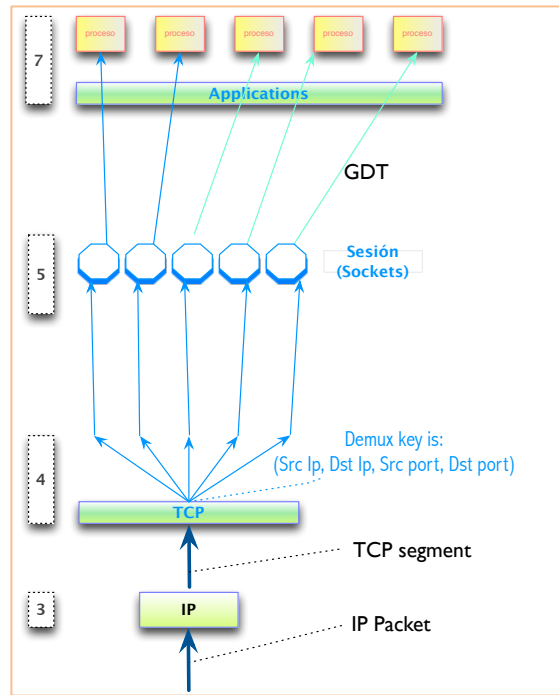 proceso proceso proceso proceso proceso
7
Applications
GDT
5
Sesión
(Sockets)
4
Demux key is:
(Src Ip, Dst Ip, Src port, Dst port)
TCP
TCP segment
3
IP
IP Packet